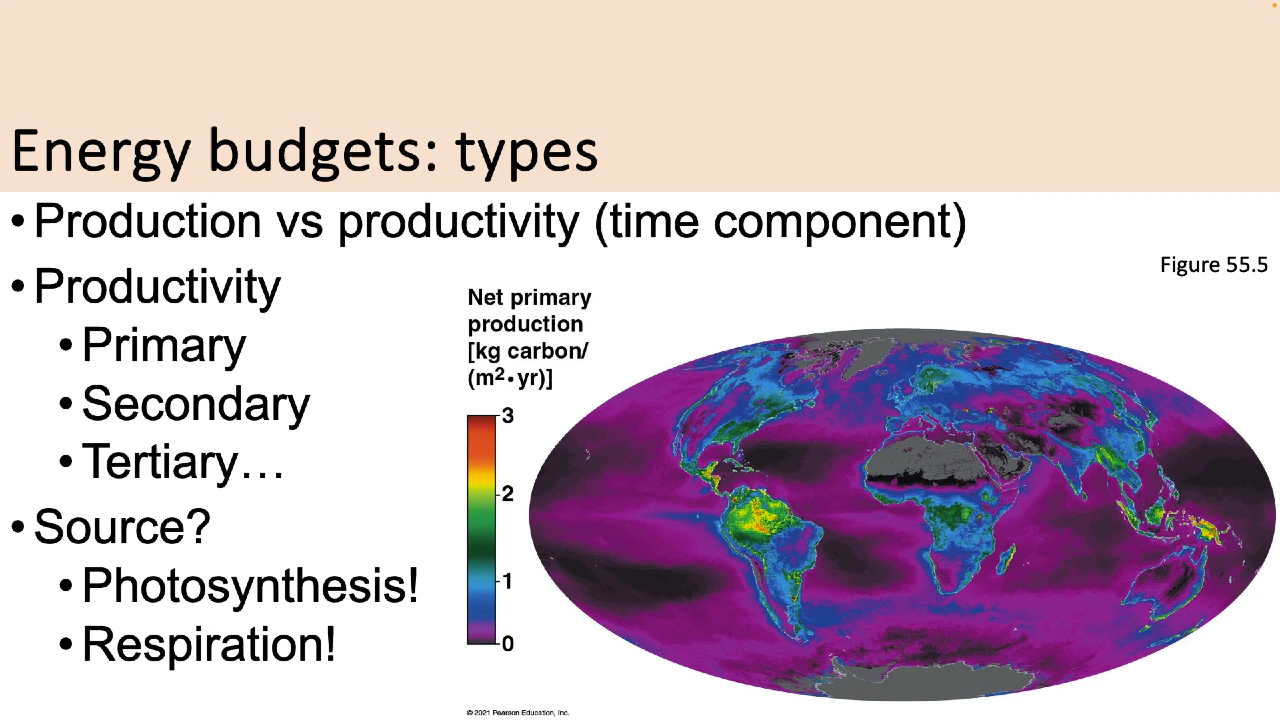 Energy budgets: types
• Production vs productivity (time component)
• Productivity
• Primary
• Secondary
• Tertiary…
• Source?
• Photosynthesis!
• Respiration!
Figure 55.5
Net primary
production
[kg carbon/
(m²•yr)]
3
2
1
0
© 2021 Pearson Education, Inc.